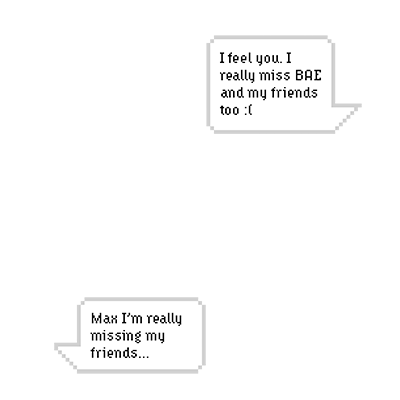 I feel you. I
really miss BAE
and my friends
too :(
Max I'm really
missing my
friends...